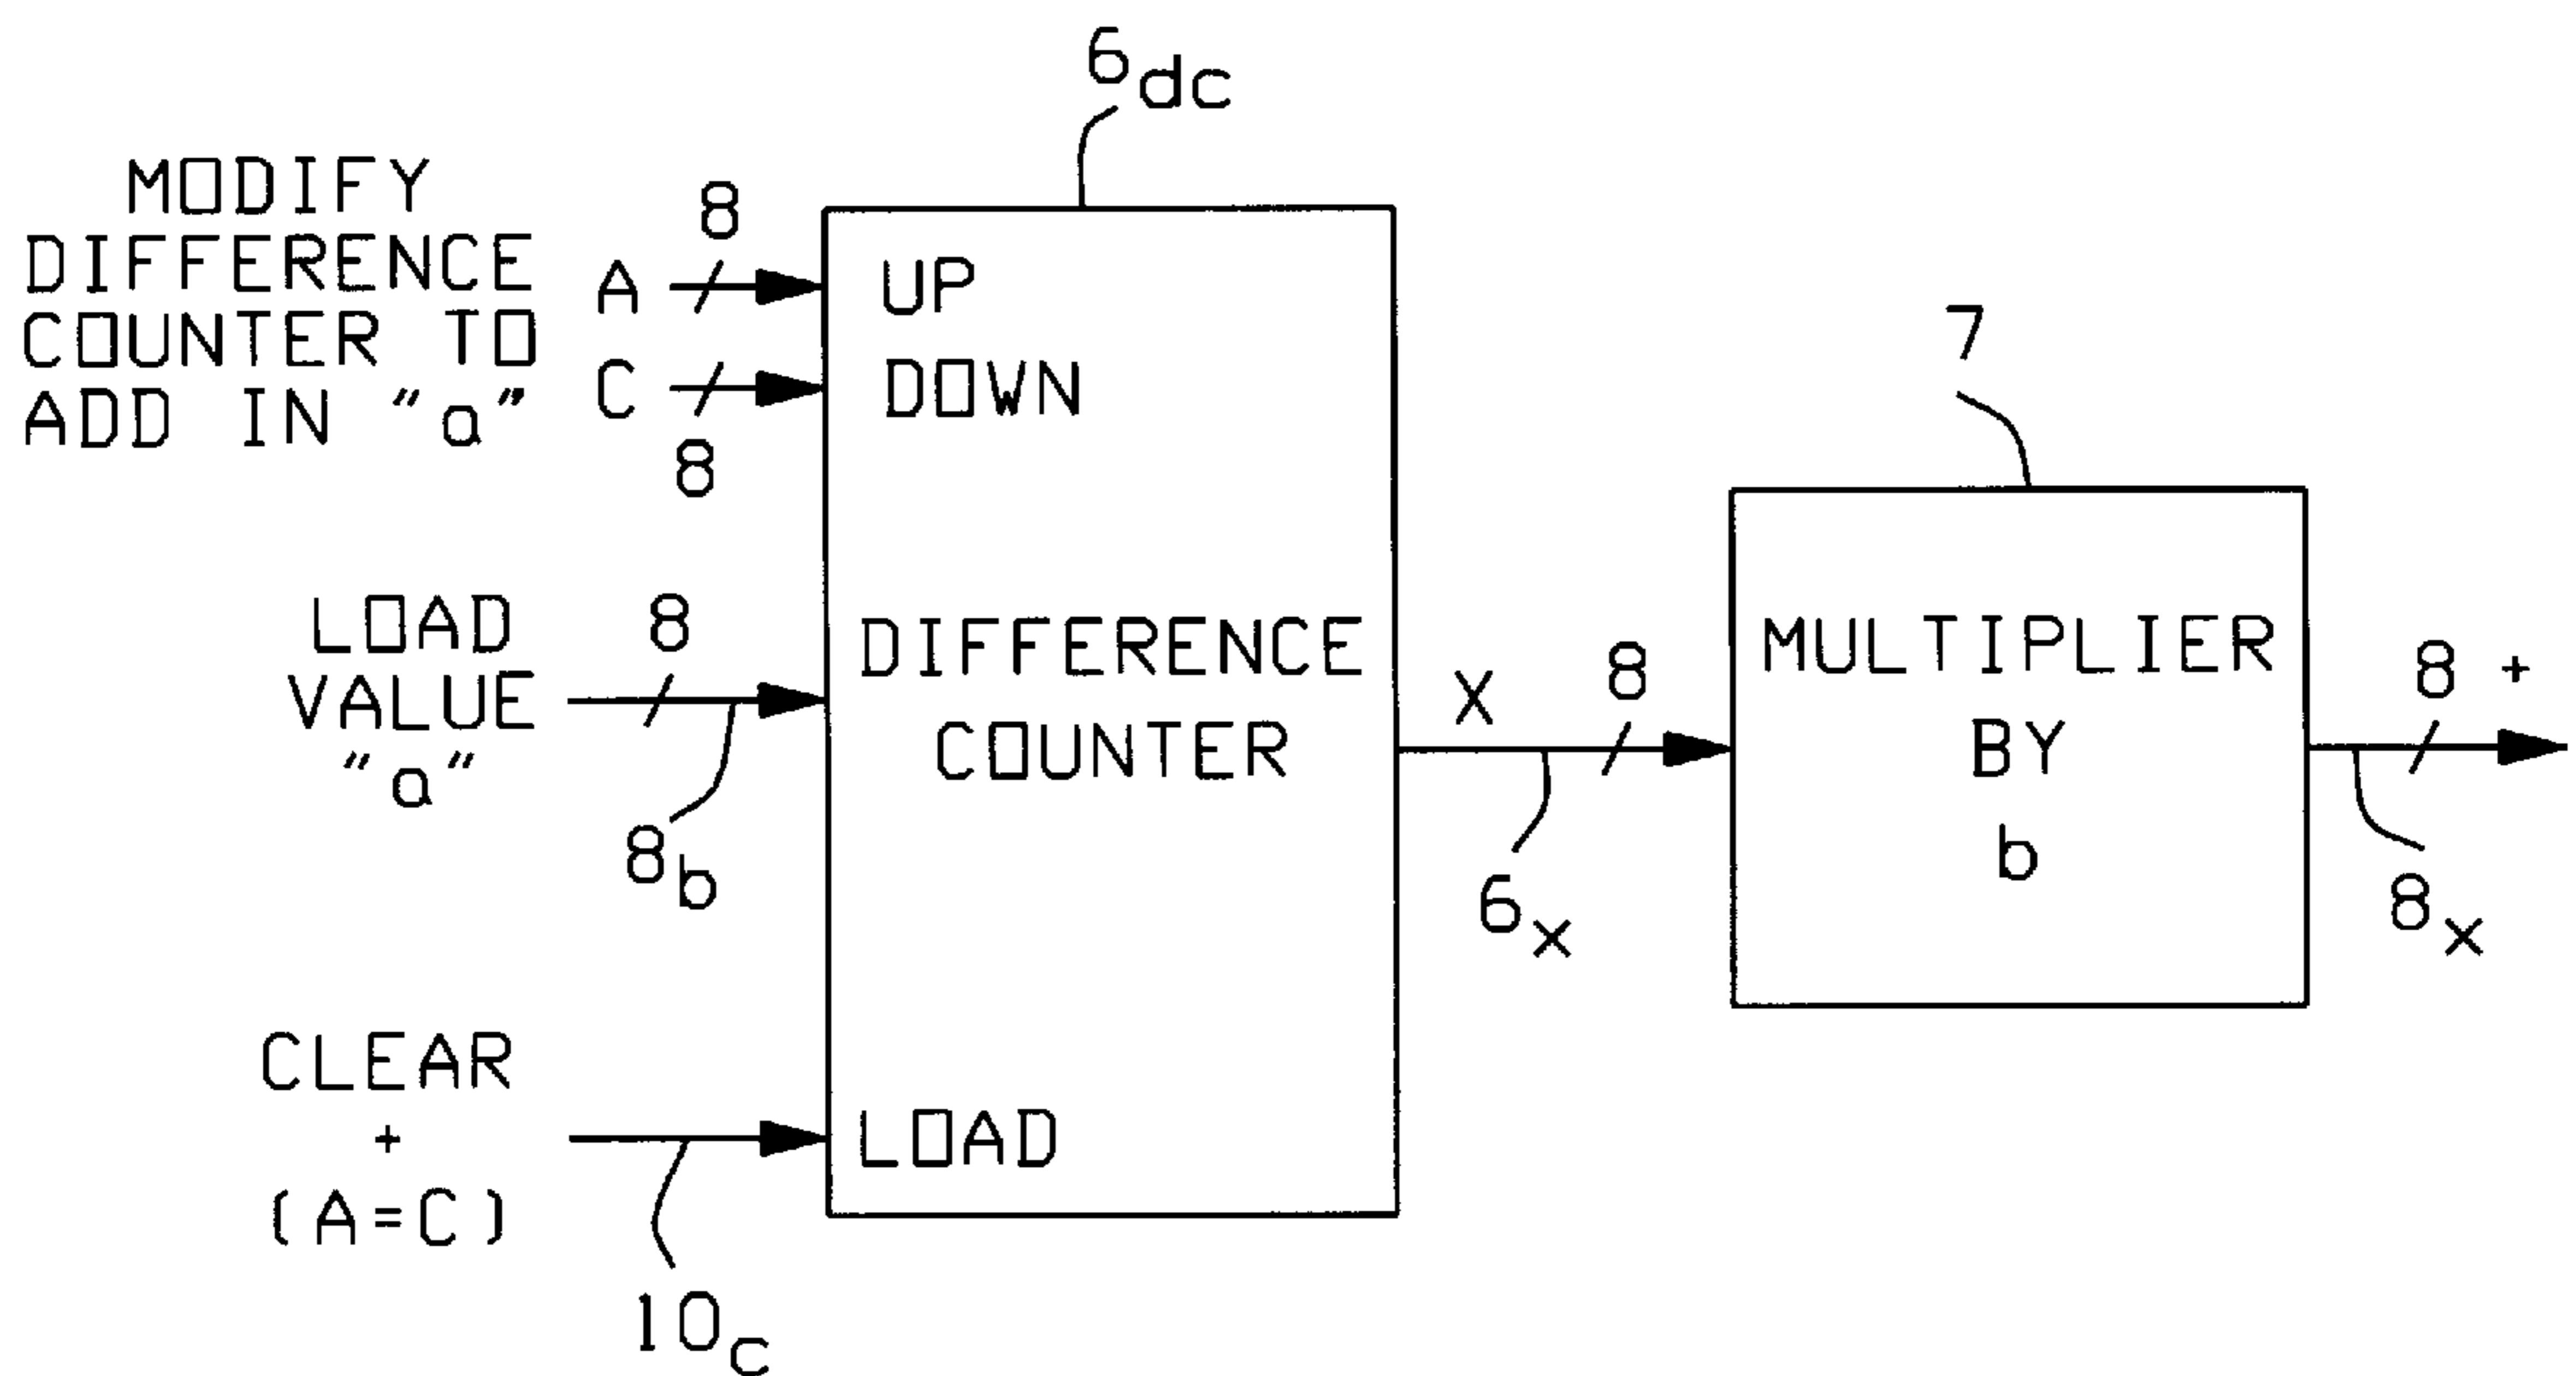 6dc
MODIFY
DIFFERENCE
COUNTER TO
ADD IN "a"
A
8
C
8
UP
DOWN
LOAD
VALUE
"a"
8
8b
DIFFERENCE
COUNTER
CLEAR
+
(A=C)
10c
LOAD
X
8
6x
7
MULTIPLIER
BY
b
8+
8x